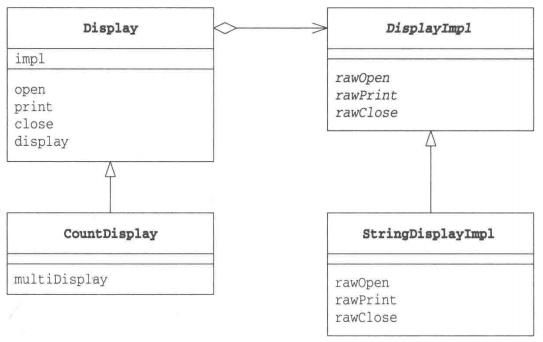 Display
impl
open
print
close
display
DisplayImpl
rawOpen
rawPrint
rawClose
CountDisplay
multiDisplay
StringDisplayImpl
rawOpen
rawPrint
rawClose